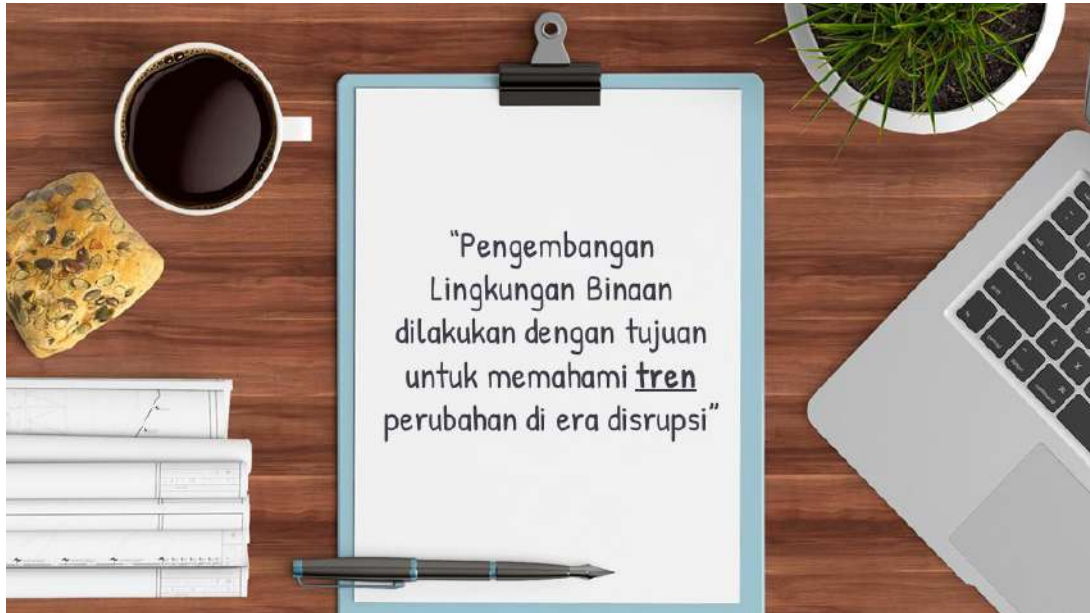 “Pengembangan
Lingkungan Binaan
dilakukan dengan tujuan
untuk memahami tren
perubahan di era disrupsi”